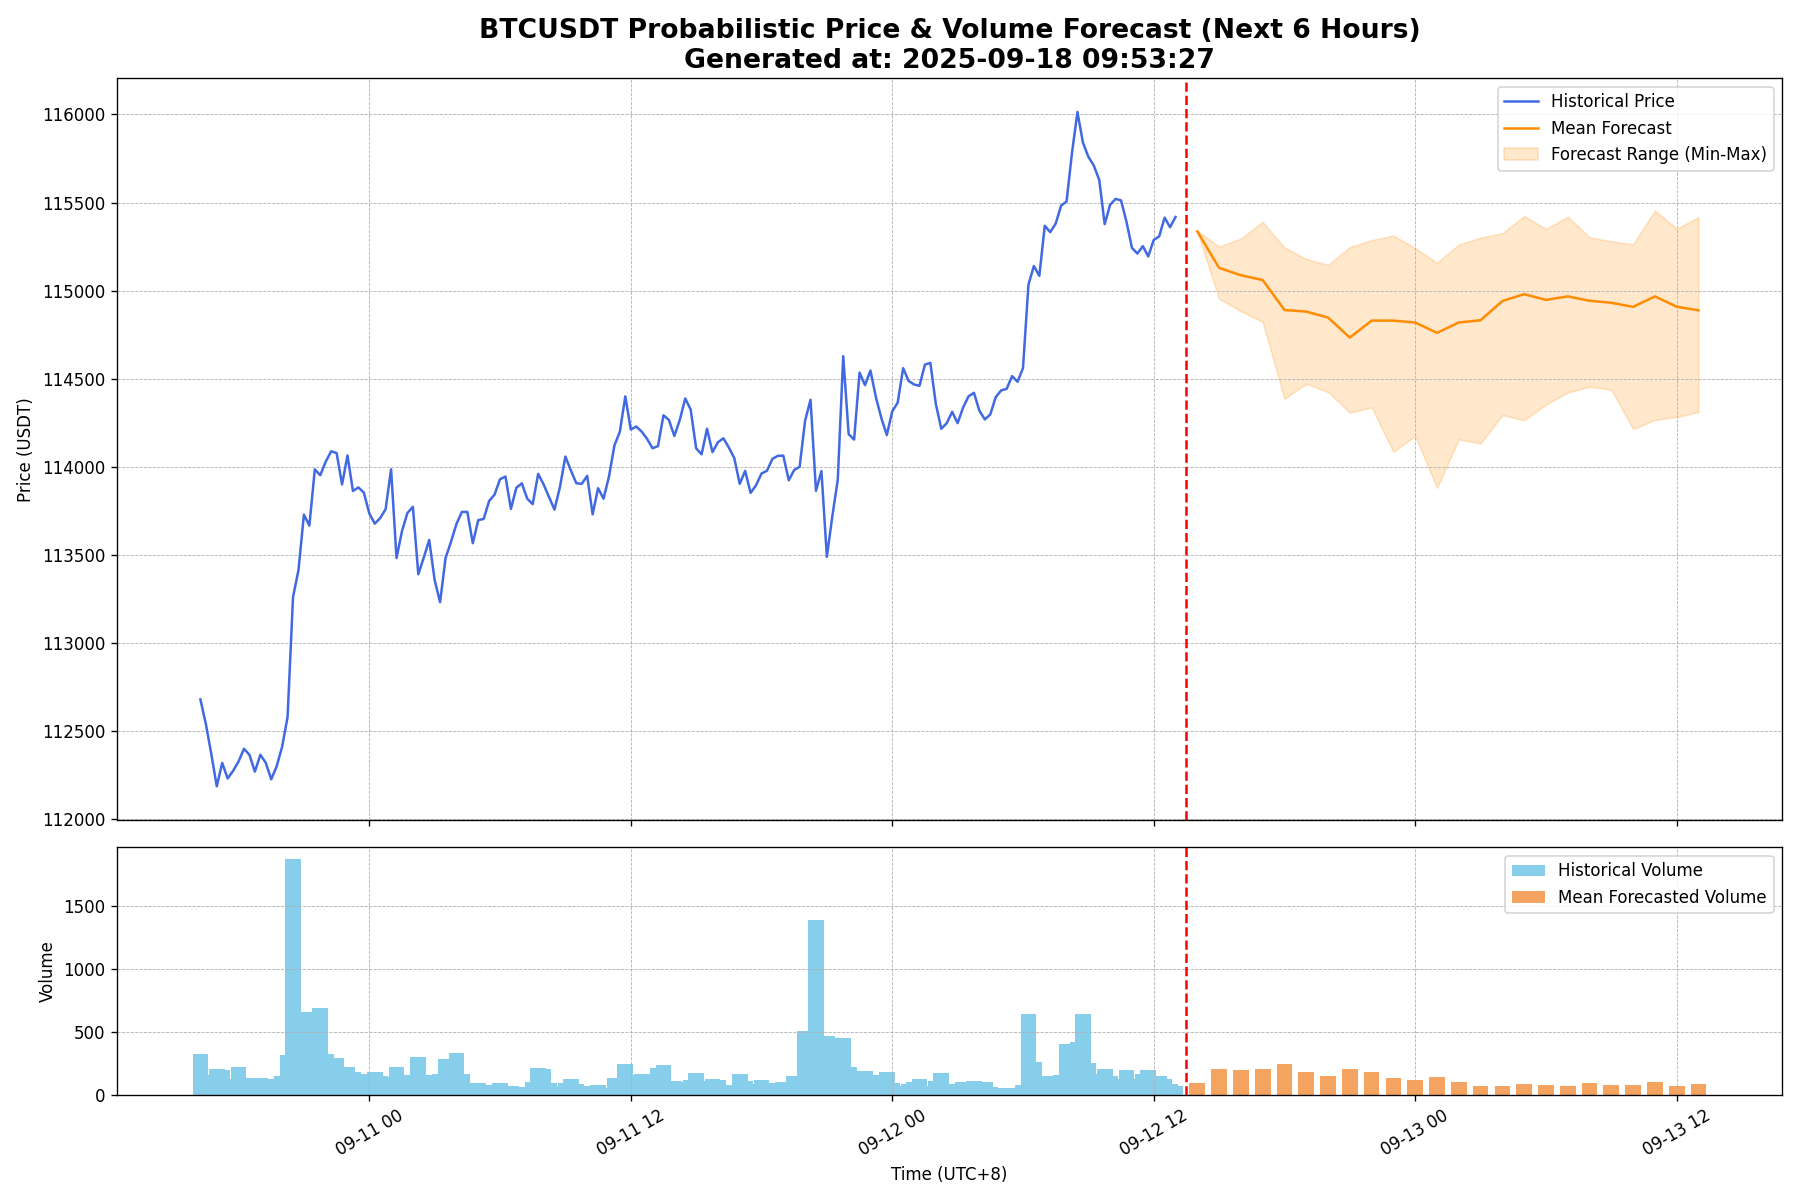 BTCUSDT Probabilistic Price & Volume Forecast (Next 6 Hours)
Generated at: 2025-09-18 09:53:27
Historical Price
Mean Forecast
Forecast Range (Min-Max)
Price (USDT)
116000
115500
115000
114500
114000
113500
113000
112500
112000
Historical Volume
Mean Forecasted Volume
Volume
1500
1000
500
0
09-11 00
09-11 12
09-12 00
09-12 12
09-13 00
09-13 12
Time (UTC+8)